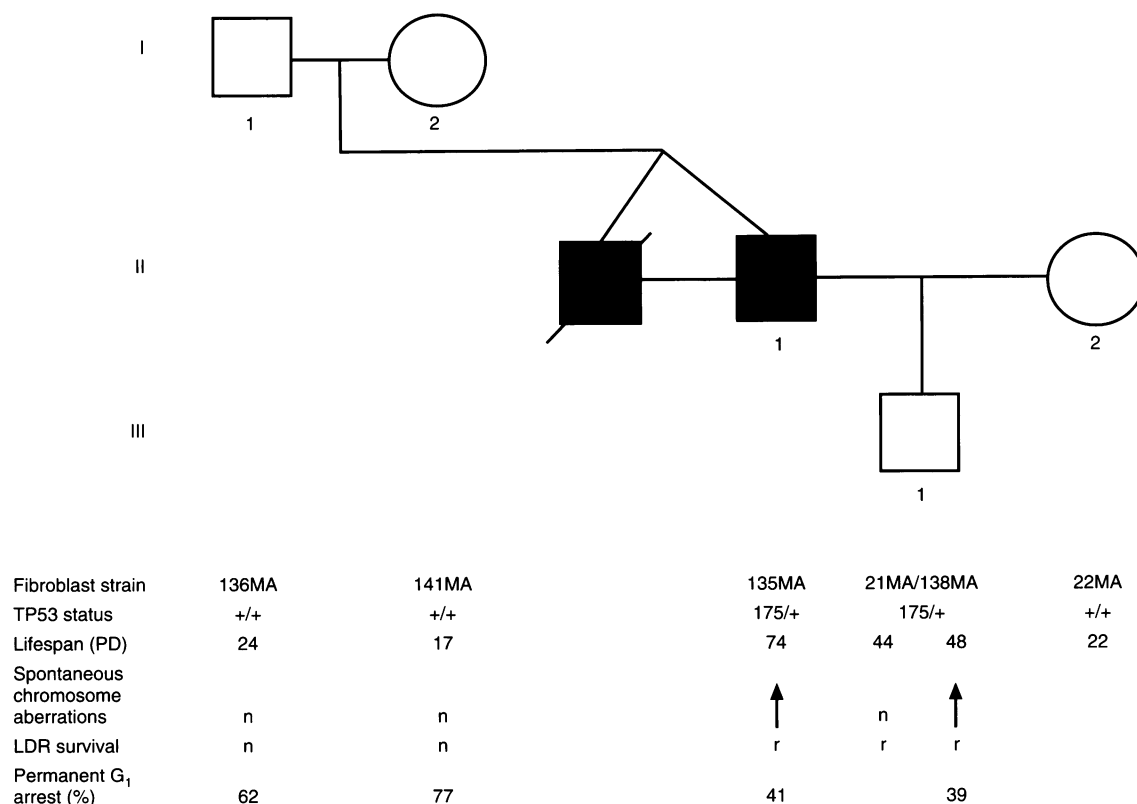 I
1 2
II
1 2
III
1
Fibroblast strain 136MA 141MA 135MA 21MA/138MA 22MA
TP53 status +/+ +/+ 175/+ 175/+ +/+
Lifespan (PD) 24 17 74 44 48 22
Spontaneous
chromosome
aberrations n n n
LDR survival n n r r r
Permanent G₁
arrest (%) 62 77 41 39